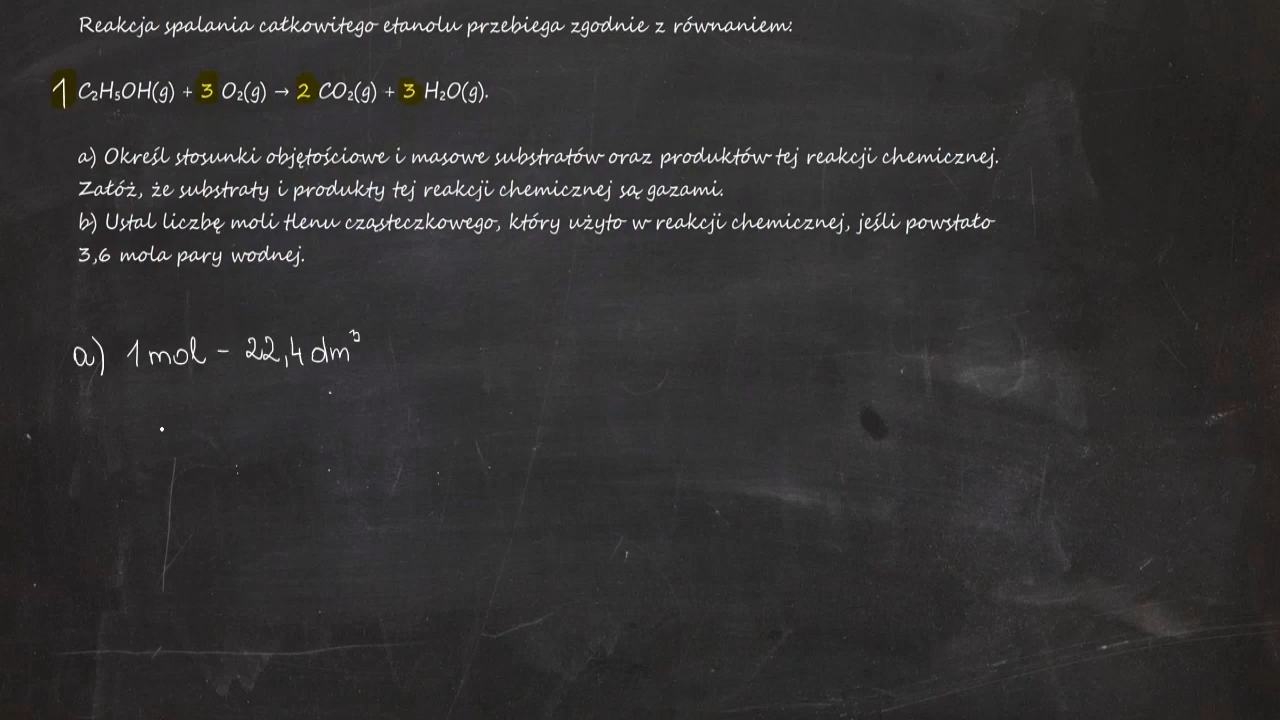 Reakcja spalania całkowitego etanolu przebiega zgodnie z równaniem:
1 C₂H₅OH(g) + 3 O₂(g) → 2 CO₂(g) + 3 H₂O(g).
a) Określ stosunki objętościowe i masowe substratów oraz produktów tej reakcji chemicznej.
Załóż, że substraty i produkty tej reakcji chemicznej są gazami.
b) Ustal liczbę moli tlenu cząsteczkowego, który użyto w reakcji chemicznej, jeśli powstało
3,6 mola pary wodnej.
a) 1 mol - 22,4 dm³